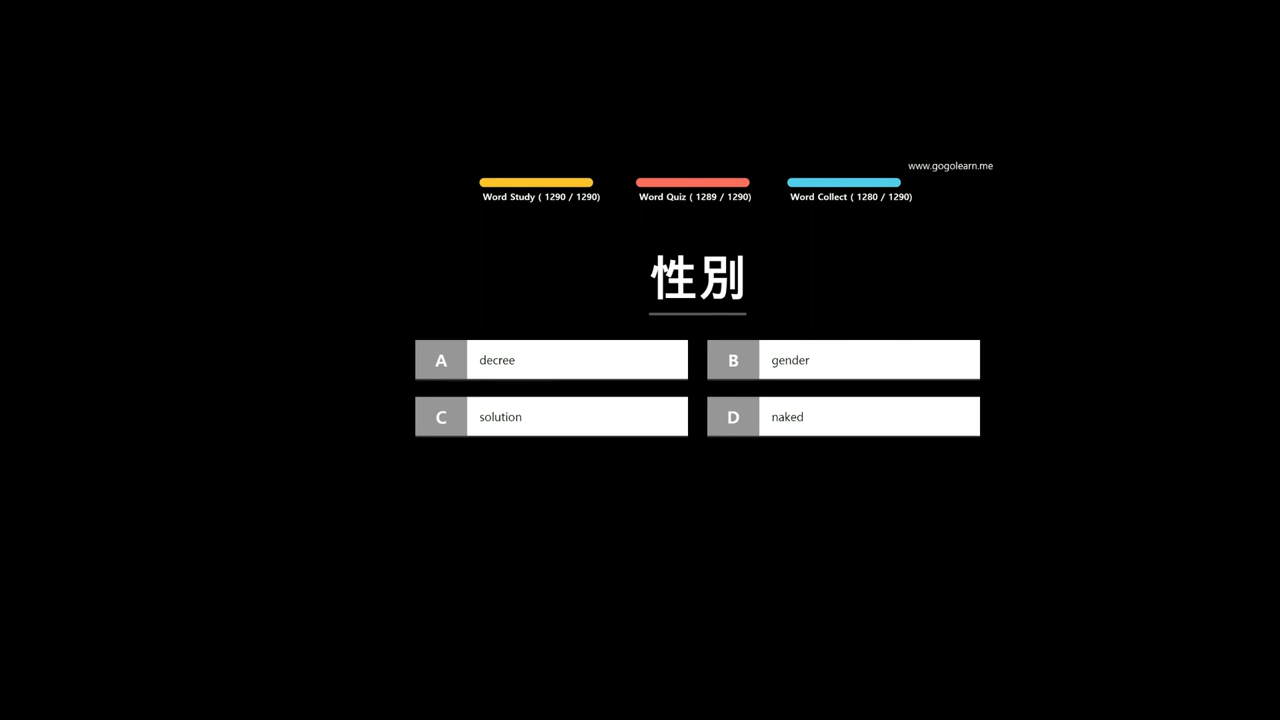 www.gogolearn.me
Word Study ( 1290 / 1290)
Word Quiz ( 1289 / 1290)
Word Collect ( 1280 / 1290)
性別
A decree
B gender
C solution
D naked